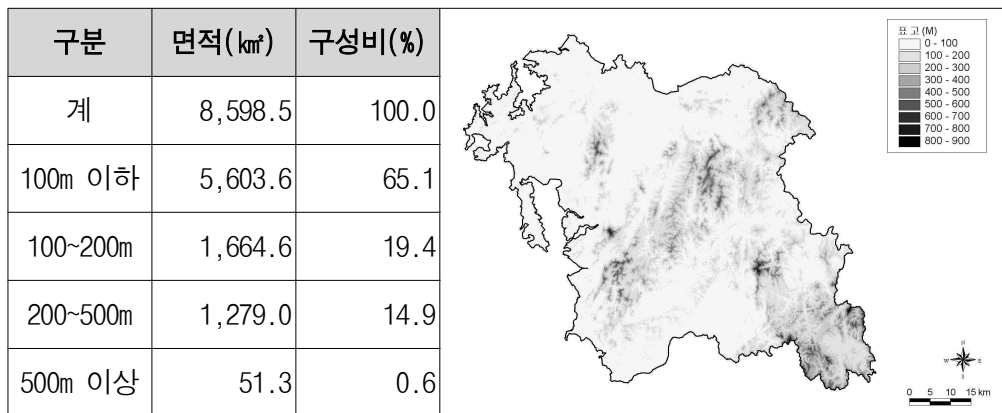 구분 면적(㎢) 구성비(%)
계 8,598.5 100.0
100m 이하 5,603.6 65.1
100~200m 1,664.6 19.4
200~500m 1,279.0 14.9
500m 이상 51.3 0.6
표 고 (M)
0 - 100
100 - 200
200 - 300
300 - 400
400 - 500
500 - 600
600 - 700
700 - 800
800 - 900
N
W E
S
0 5 10 15 km